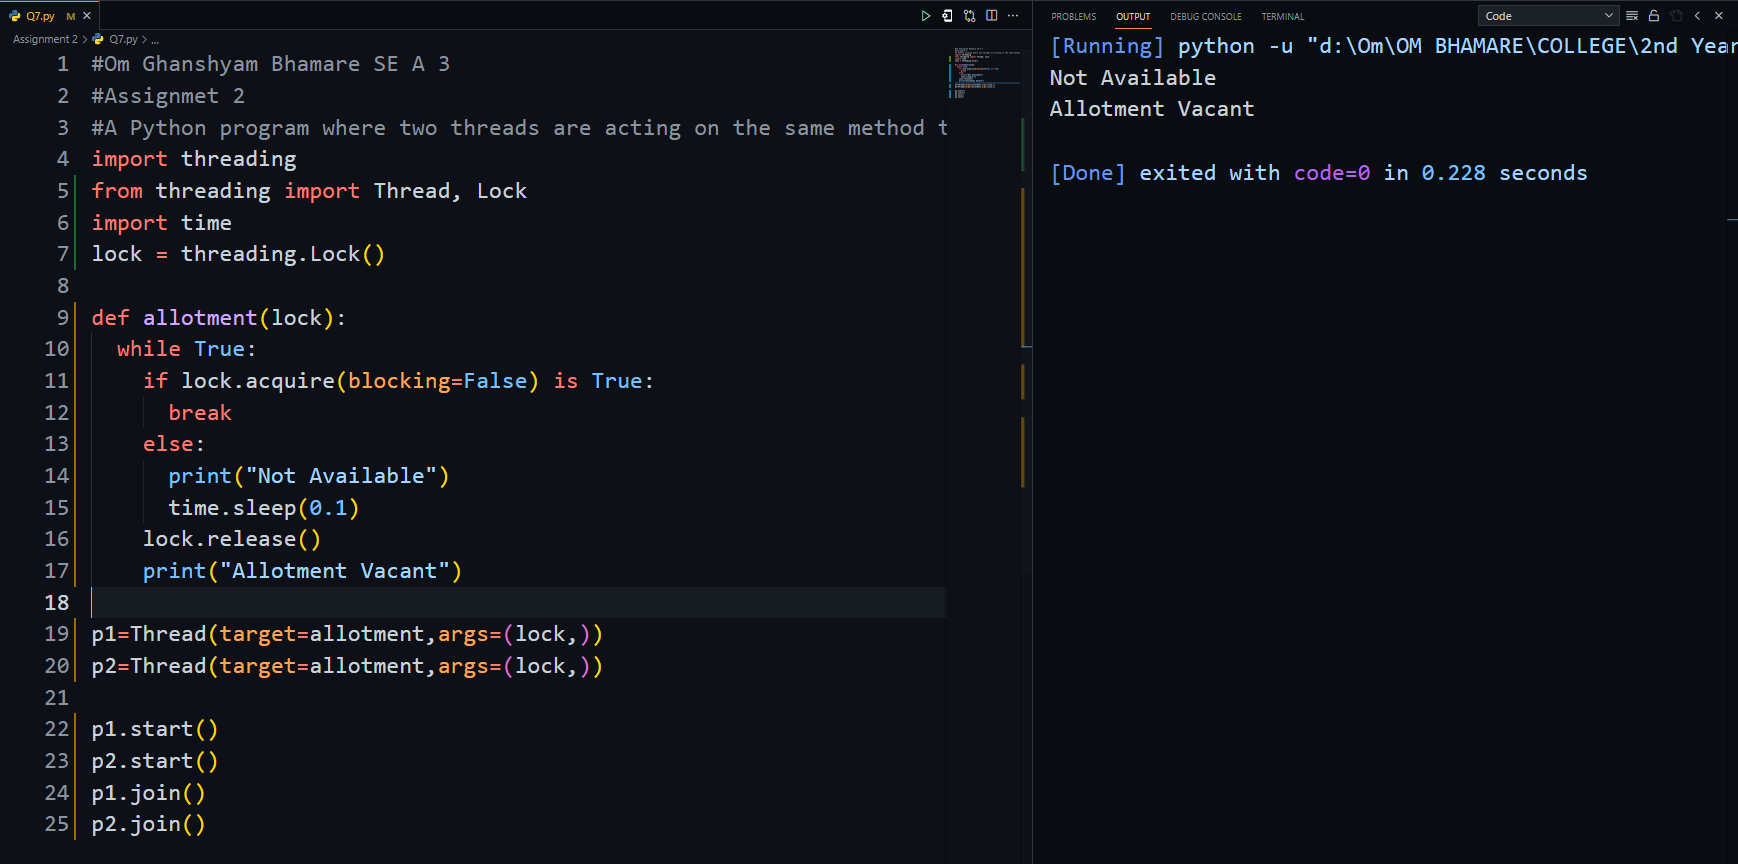 Q7.py M
Assignment 2 > Q7.py > ...
1 #Om Ghanshyam Bhamare SE A 3
2 #Assignmet 2
3 #A Python program where two threads are acting on the same method t
4 import threading
5 from threading import Thread, Lock
6 import time
7 lock = threading.Lock()
8
9 def allotment(lock):
10   while True:
11     if lock.acquire(blocking=False) is True:
12       break
13     else:
14       print("Not Available")
15       time.sleep(0.1)
16     lock.release()
17     print("Allotment Vacant")
18
19 p1=Thread(target=allotment,args=(lock,))
20 p2=Thread(target=allotment,args=(lock,))
21
22 p1.start()
23 p2.start()
24 p1.join()
25 p2.join()
PROBLEMS OUTPUT DEBUG CONSOLE TERMINAL Code
[Running] python -u "d:\Om\OM BHAMARE\COLLEGE\2nd Year
Not Available
Allotment Vacant
[Done] exited with code=0 in 0.228 seconds